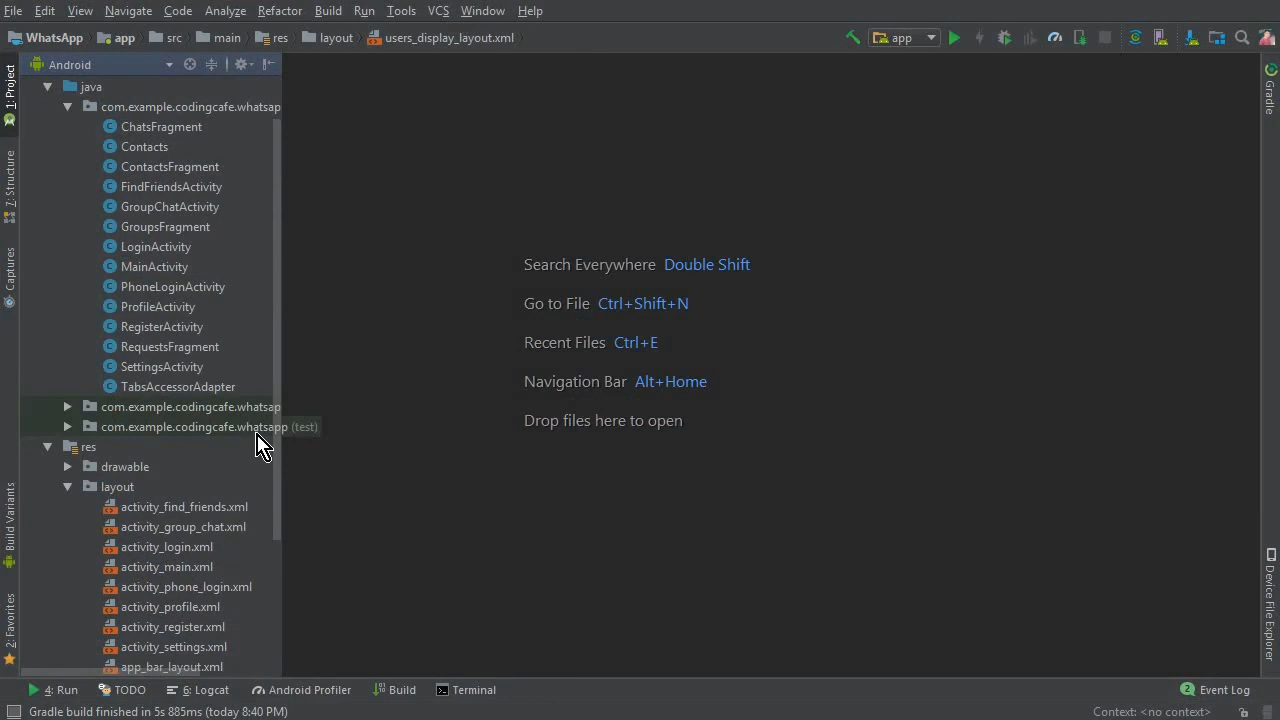 File Edit View Navigate Code Analyze Refactor Build Run Tools VCS Window Help
WhatsApp app src main res layout users_display_layout.xml app
1: Project
7: Structure
Captures
Build Variants
2: Favorites
Android
java
com.example.codingcafe.whatsap
ChatsFragment
Contacts
ContactsFragment
FindFriendsActivity
GroupChatActivity
GroupsFragment
LoginActivity
MainActivity
PhoneLoginActivity
ProfileActivity
RegisterActivity
RequestsFragment
SettingsActivity
TabsAccessorAdapter
com.example.codingcafe.whatsap
com.example.codingcafe.whatsapp (test)
res
drawable
layout
activity_find_friends.xml
activity_group_chat.xml
activity_login.xml
activity_main.xml
activity_phone_login.xml
activity_profile.xml
activity_register.xml
activity_settings.xml
app_bar_layout.xml
Search Everywhere Double Shift
Go to File Ctrl+Shift+N
Recent Files Ctrl+E
Navigation Bar Alt+Home
Drop files here to open
Gradle
Device File Explorer
4: Run TODO 6: Logcat Android Profiler Build Terminal 2 Event Log
Gradle build finished in 5s 885ms (today 8:40 PM) Context: <no context>